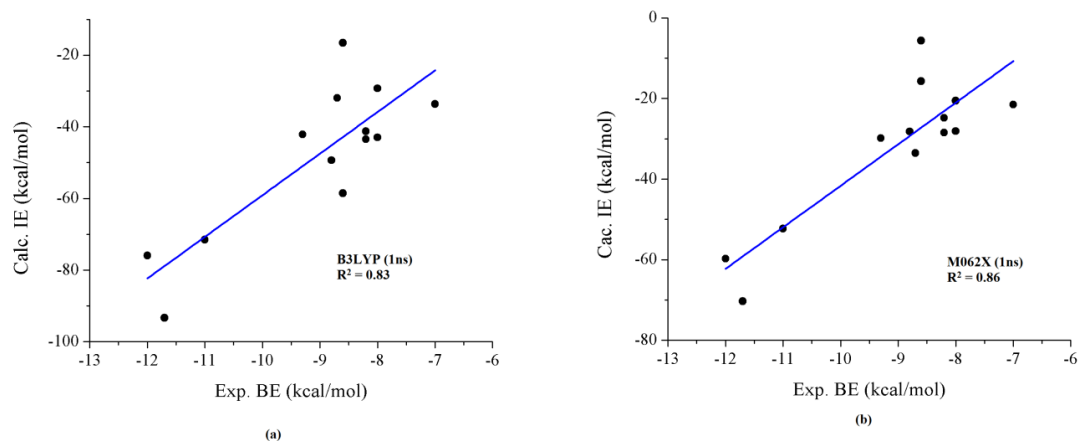 -20
-40
-60
-80
-100
Calc. IE (kcal/mol)
B3LYP (1ns)
R² = 0.83
-13 -12 -11 -10 -9 -8 -7 -6
Exp. BE (kcal/mol)
(a)
0
-20
-40
-60
-80
Cac. IE (kcal/mol)
M062X (1ns)
R² = 0.86
-13 -12 -11 -10 -9 -8 -7 -6
Exp. BE (kcal/mol)
(b)